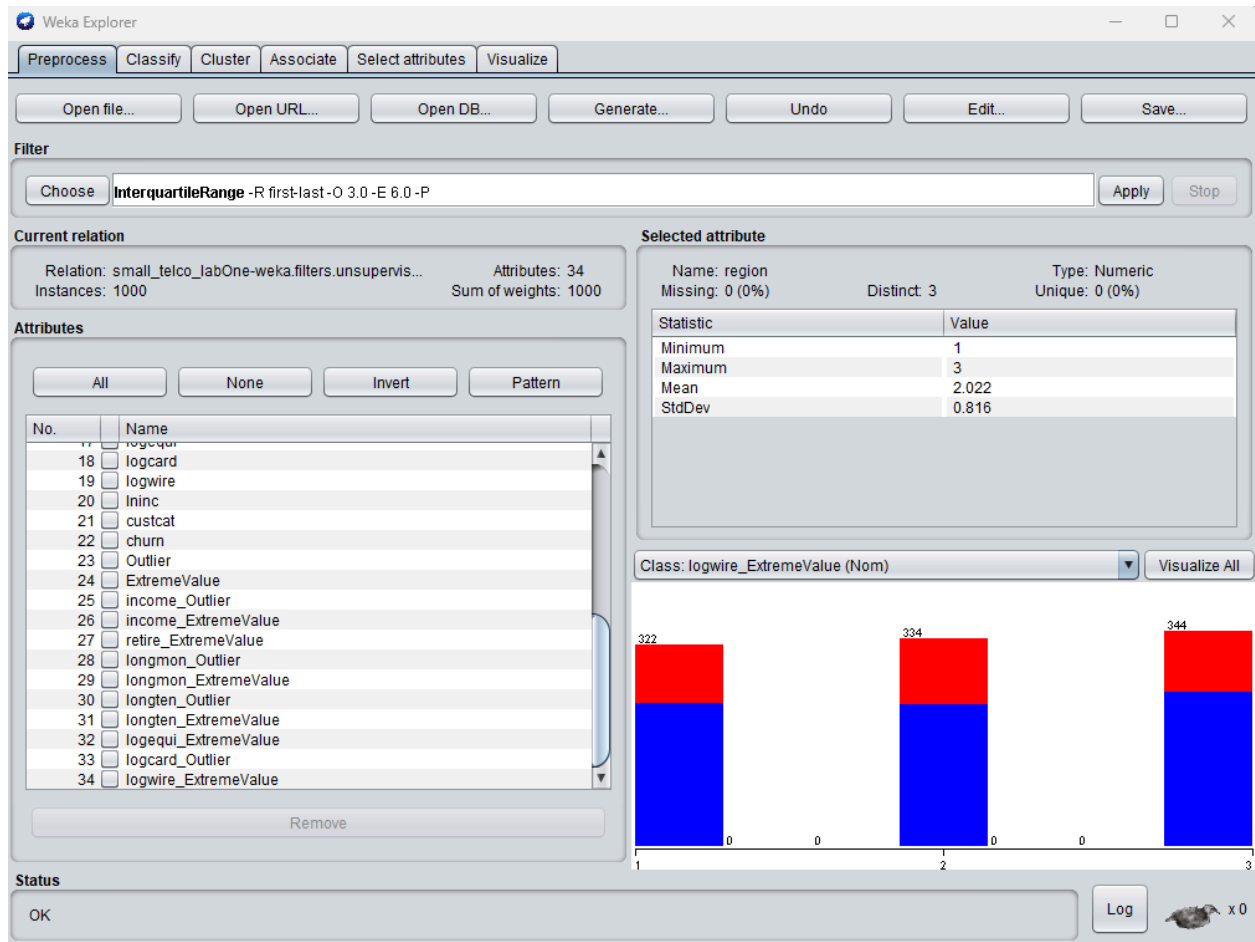 Weka Explorer
Preprocess Classify Cluster Associate Select attributes Visualize
Open file... Open URL... Open DB... Generate... Undo Edit... Save...
Filter
Choose InterquartileRange -R first-last -O 3.0 -E 6.0 -P Apply Stop
Current relation
Relation: small_telco_labOne-weka.filters.unsupervis... Attributes: 34
Instances: 1000 Sum of weights: 1000
Attributes
All None Invert Pattern
No. Name
17 logequi
18 logcard
19 logwire
20 lninc
21 custcat
22 churn
23 Outlier
24 ExtremeValue
25 income_Outlier
26 income_ExtremeValue
27 retire_ExtremeValue
28 longmon_Outlier
29 longmon_ExtremeValue
30 longten_Outlier
31 longten_ExtremeValue
32 logequi_ExtremeValue
33 logcard_Outlier
34 logwire_ExtremeValue
Remove
Selected attribute
Name: region Type: Numeric
Missing: 0 (0%) Distinct: 3 Unique: 0 (0%)
Statistic Value
Minimum 1
Maximum 3
Mean 2.022
StdDev 0.816
Class: logwire_ExtremeValue (Nom) Visualize All
322 334 344
0 0 0 0
1 2 3
Status
OK Log x 0